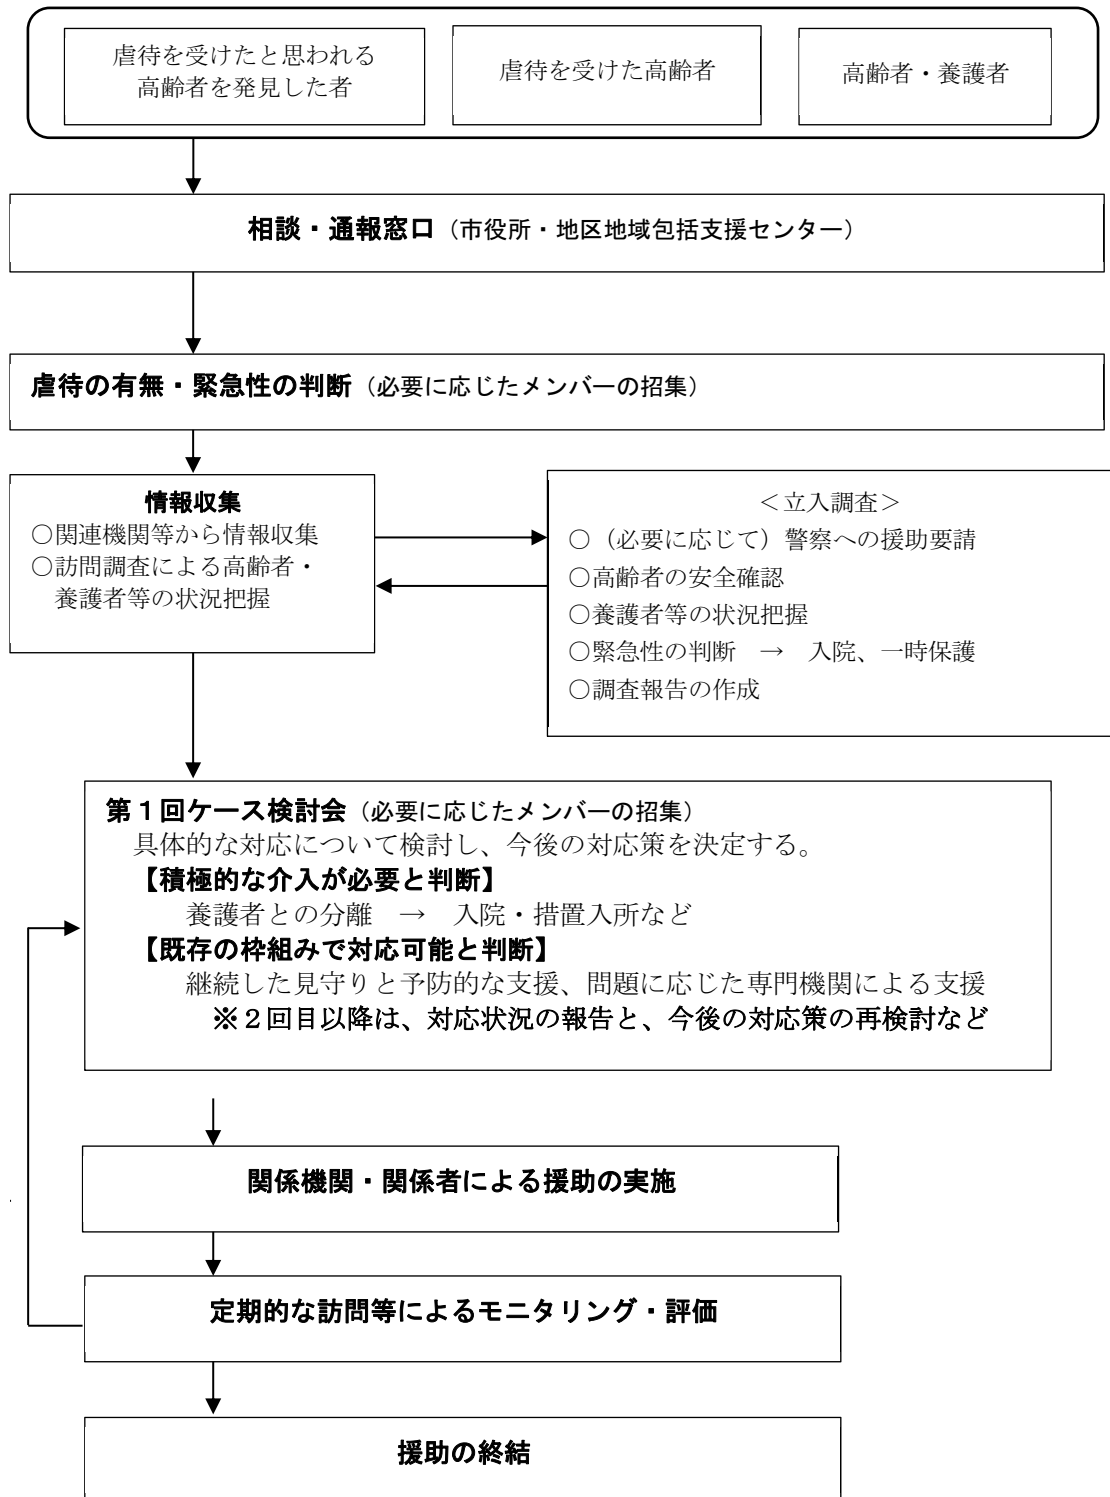 虐待を受けたと思われる
高齢者を発見した者
虐待を受けた高齢者
高齢者・養護者
相談・通報窓口（市役所・地区地域包括支援センター）
虐待の有無・緊急性の判断（必要に応じたメンバーの招集）
情報収集
○関連機関等から情報収集
○訪問調査による高齢者・
養護者等の状況把握
＜立入調査＞
○（必要に応じて）警察への援助要請
○高齢者の安全確認
○養護者等の状況把握
○緊急性の判断　→　入院、一時保護
○調査報告の作成
第１回ケース検討会（必要に応じたメンバーの招集）
具体的な対応について検討し、今後の対応策を決定する。
【積極的な介入が必要と判断】
養護者との分離　→　入院・措置入所など
【既存の枠組みで対応可能と判断】
継続した見守りと予防的な支援、問題に応じた専門機関による支援
※２回目以降は、対応状況の報告と、今後の対応策の再検討など
関係機関・関係者による援助の実施
定期的な訪問等によるモニタリング・評価
援助の終結